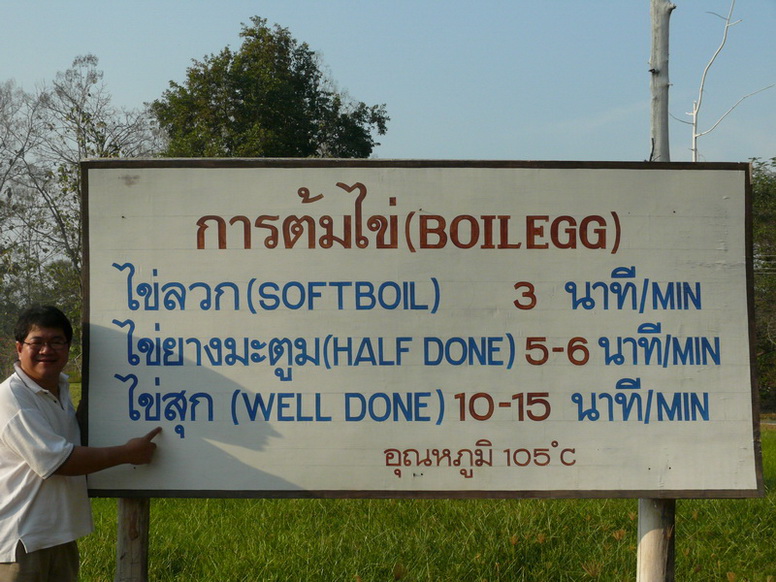 การต้มไข่(BOILEGG)
ไข่ลวก(SOFTBOIL) 3 นาที/MIN
ไข่ยางมะตูม(HALF DONE) 5-6 นาที/MIN
ไข่สุก (WELL DONE) 10-15 นาที/MIN
อุณหภูมิ 105°C